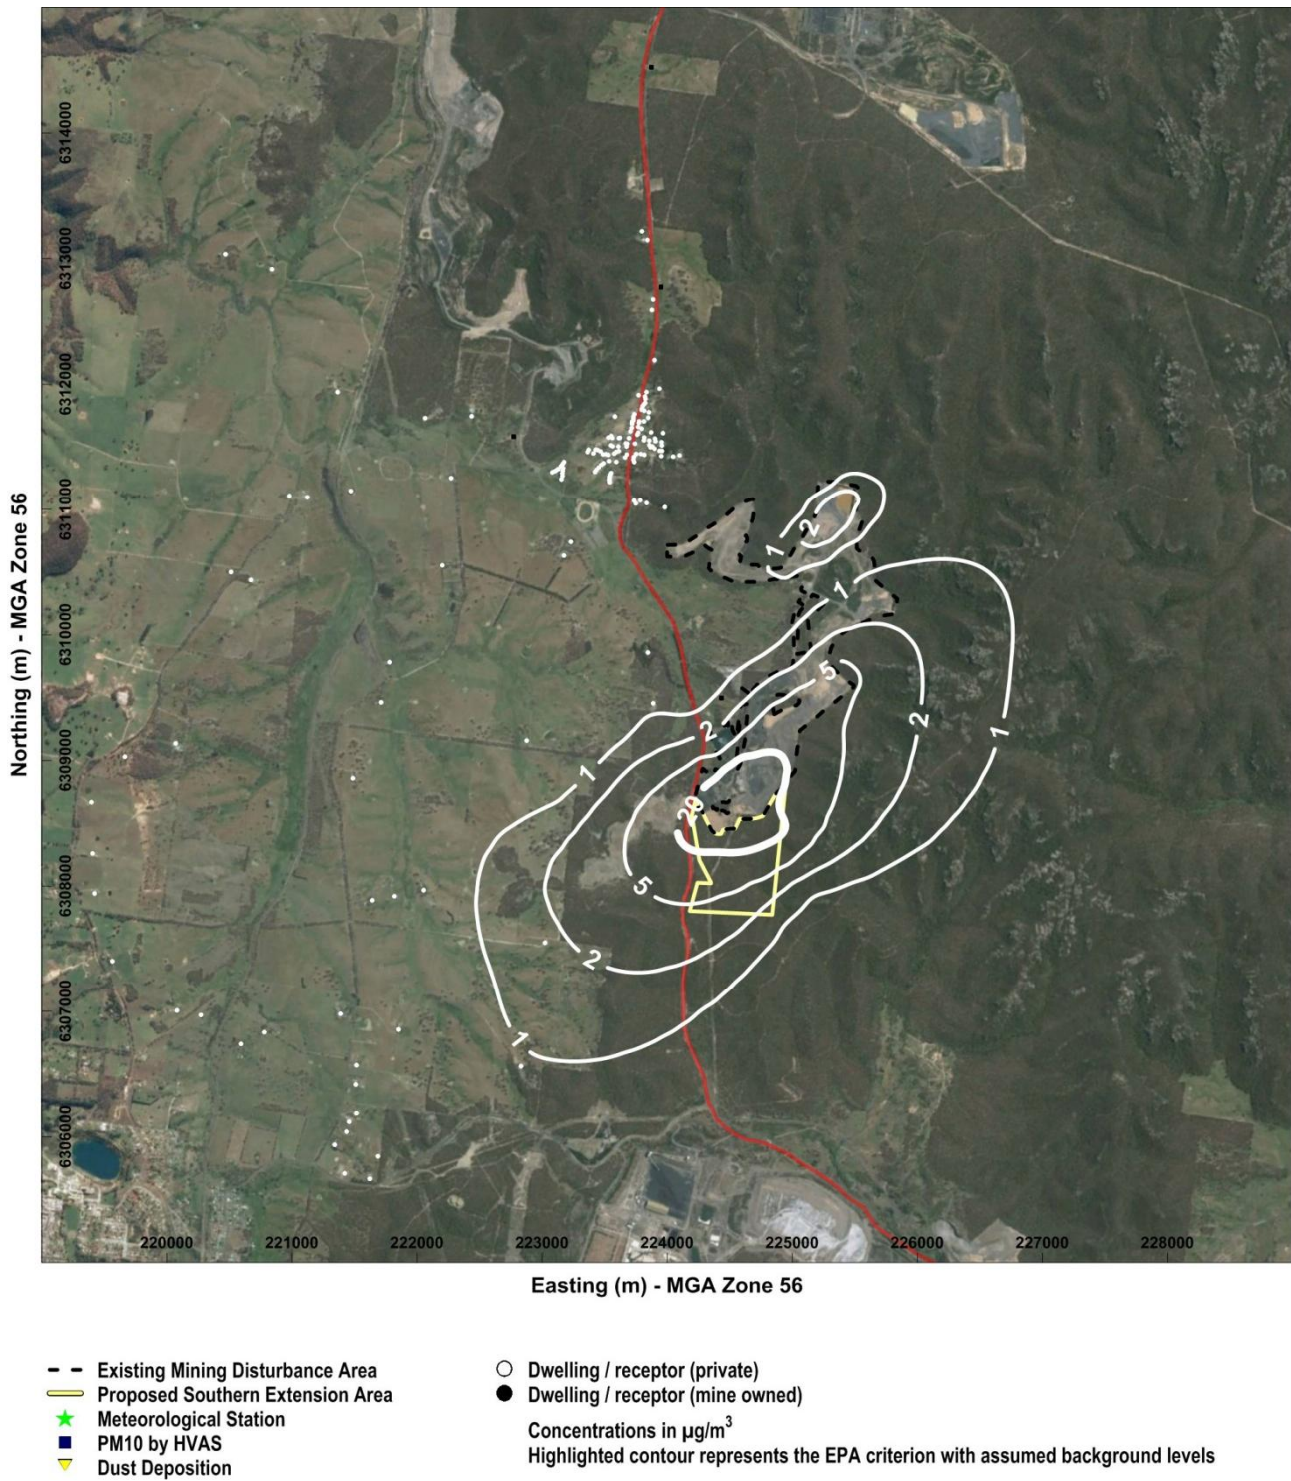 Northing (m) - MGA Zone 56
6314000
6313000
6312000
6311000
6310000
6309000
6308000
6307000
6306000
1
1
2
1
5
2
2
1
1
20
5
2
1
220000 221000 222000 223000 224000 225000 226000 227000 228000
Easting (m) - MGA Zone 56
Existing Mining Disturbance Area
Proposed Southern Extension Area
Meteorological Station
PM10 by HVAS
Dust Deposition
Dwelling / receptor (private)
Dwelling / receptor (mine owned)
Concentrations in µg/m³
Highlighted contour represents the EPA criterion with assumed background levels